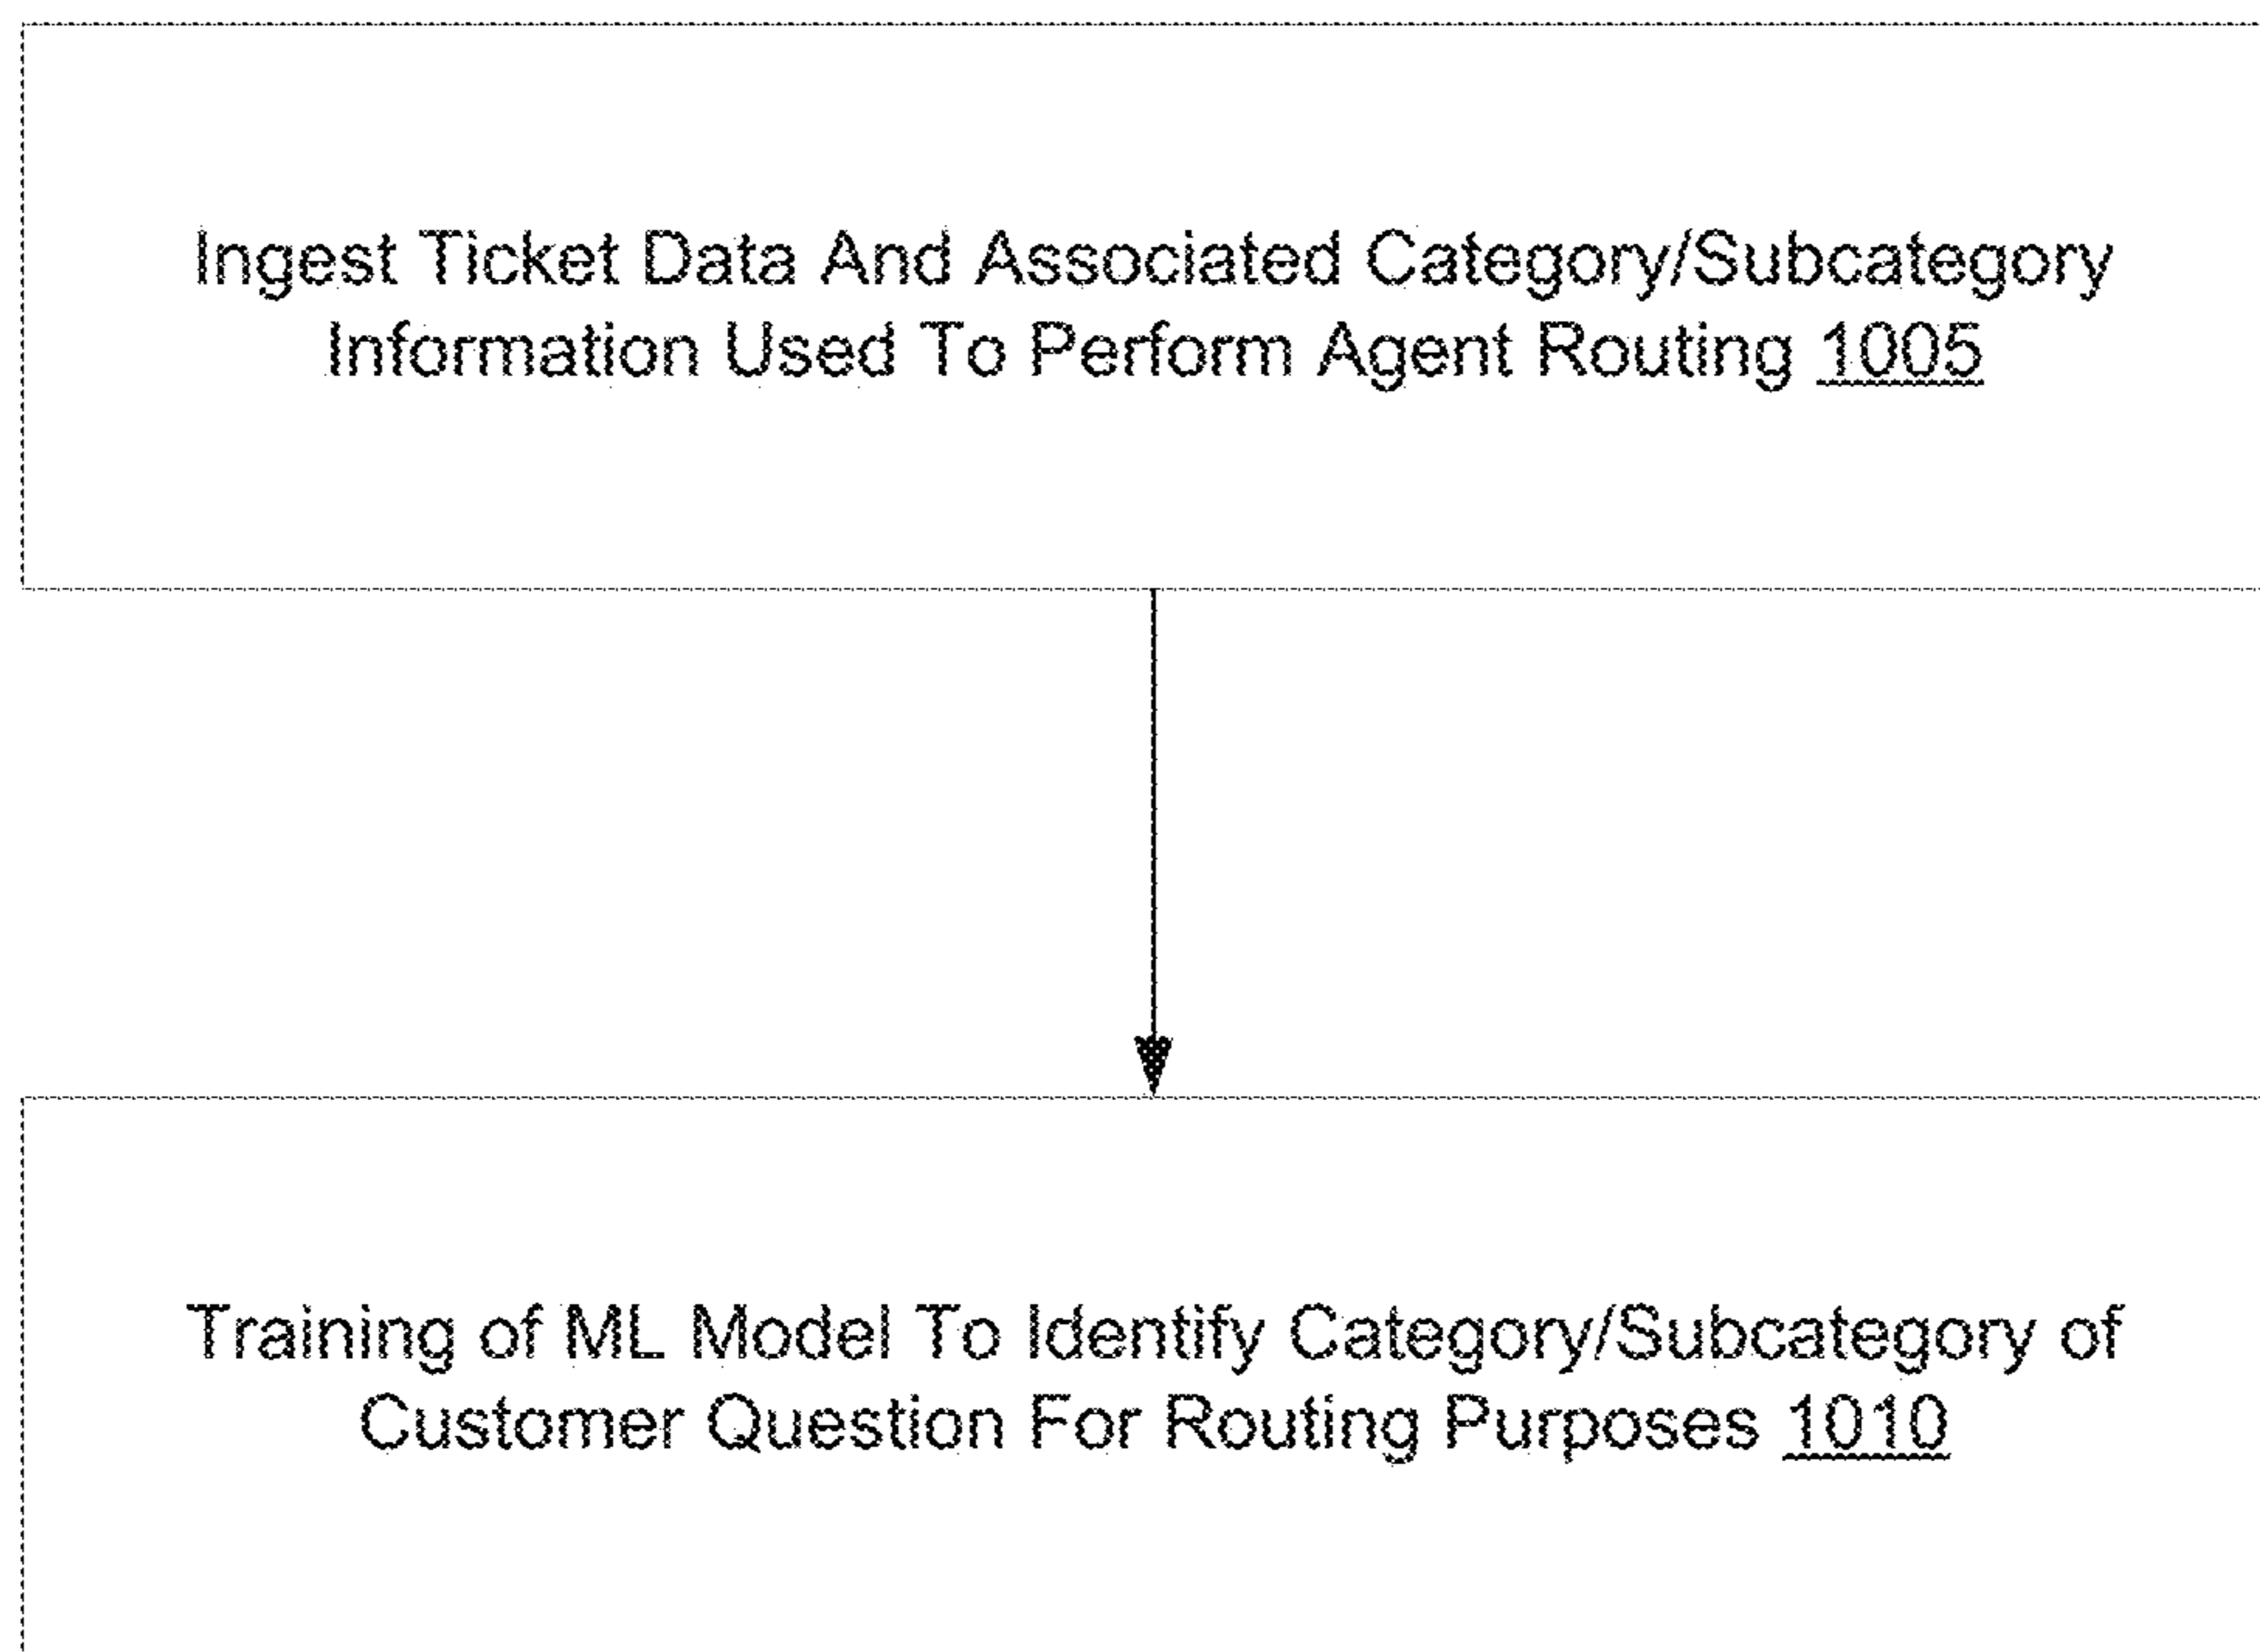 Ingest Ticket Data And Associated Category/Subcategory
Information Used To Perform Agent Routing 1005
Training of ML Model To Identify Category/Subcategory of
Customer Question For Routing Purposes 1010